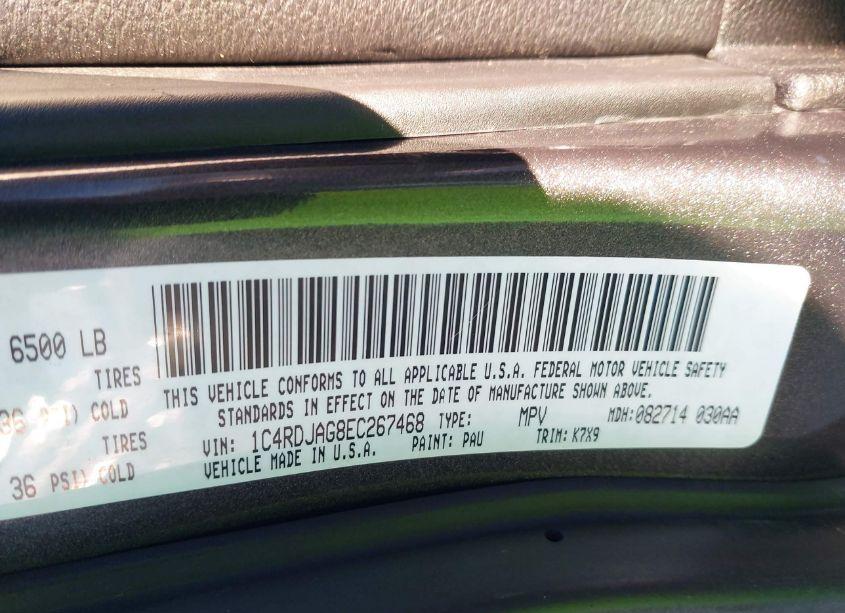 6500 LB
TIRES
36 PSI) COLD
TIRES
36 PSI) COLD
THIS VEHICLE CONFORMS TO ALL APPLICABLE U.S.A. FEDERAL MOTOR VEHICLE SAFETY
STANDARDS IN EFFECT ON THE DATE OF MANUFACTURE SHOWN ABOVE.
VIN: 1C4RDJAG8EC267468 TYPE: MPV MDH: 082714 030AA
VEHICLE MADE IN U.S.A. PAINT: PAU TRIM: K7X9